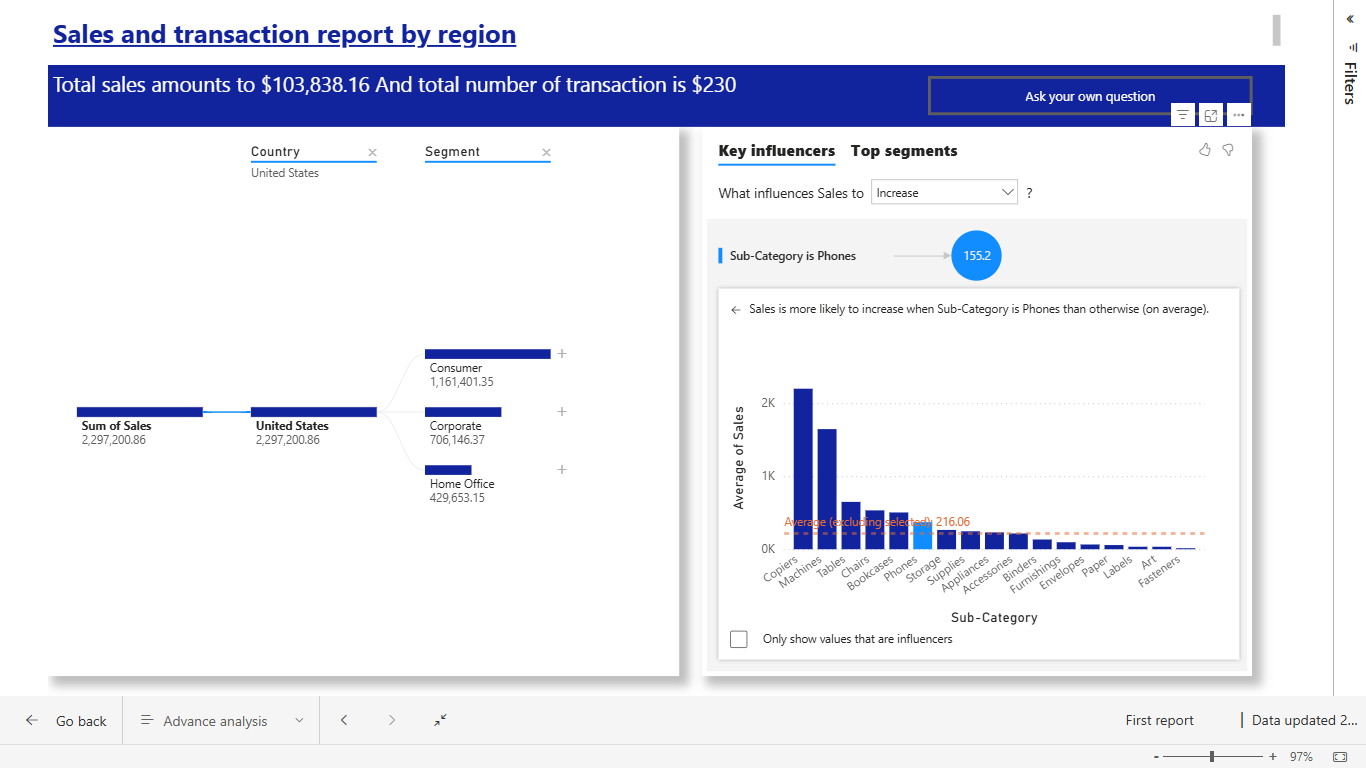 Sales and transaction report by region
Total sales amounts to $103,838.16 And total number of transaction is $230
Ask your own question
Filters
Country
Segment
United States
Sum of Sales
2,297,200.86
United States
2,297,200.86
Consumer
1,161,401.35
Corporate
706,146.37
Home Office
429,653.15
Key influencers Top segments
What influences Sales to Increase ?
Sub-Category is Phones
155.2
Sales is more likely to increase when Sub-Category is Phones than otherwise (on average).
Average of Sales
2K
1K
0K
Average (excluding selected): 216.06
Copiers
Machines
Tables
Chairs
Bookcases
Phones
Storage
Supplies
Appliances
Accessories
Binders
Furnishings
Envelopes
Paper
Labels
Art
Fasteners
Sub-Category
Only show values that are influencers
Go back
Advance analysis
First report
Data updated 2...
- + 97%